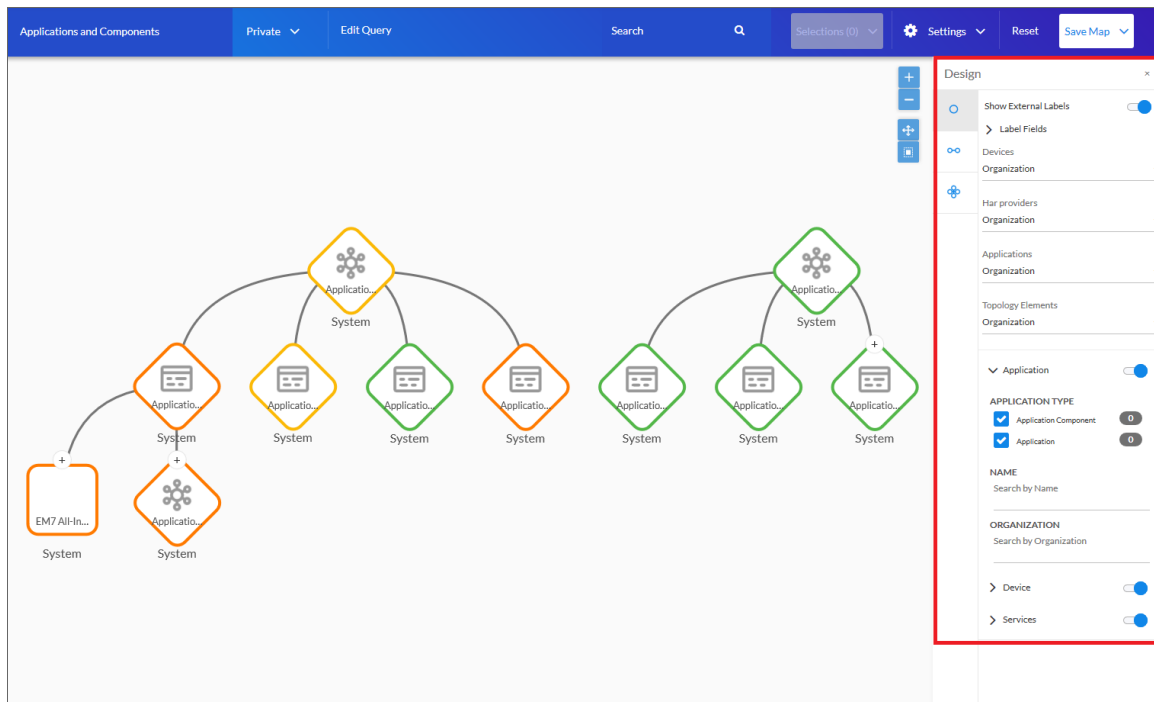 Applications and Components
Private
Edit Query
Search
Selections (0)
Settings
Reset
Save Map
Design
×
Show External Labels
Label Fields
Devices
Organization
Har providers
Organization
Applications
Organization
Topology Elements
Organization
Application
APPLICATION TYPE
Application Component 0
Application 0
NAME
Search by Name
ORGANIZATION
Search by Organization
Device
Services
+
−
Applicatio...
System
Applicatio...
System
+
Applicatio...
System
Applicatio...
System
Applicatio...
System
Applicatio...
System
Applicatio...
System
Applicatio...
System
Applicatio...
System
+
+
EM7 All-In...
System
Applicatio...
System